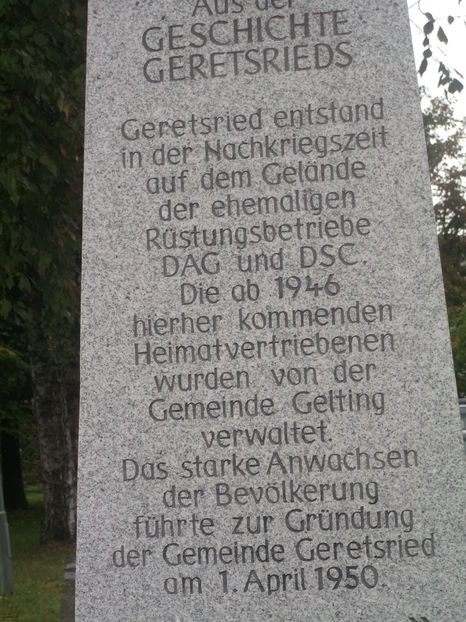 Aus der
GESCHICHTE
GERETSRIEDS
Geretsried entstand
in der Nachkriegszeit
auf dem Gelände
der ehemaligen
Rüstungsbetriebe
DAG und DSC.
Die ab 1946
hierher kommenden
Heimatvertriebenen
wurden von der
Gemeinde Gelting
verwaltet.
Das starke Anwachsen
der Bevölkerung
führte zur Gründung
der Gemeinde Geretsried
am 1. April 1950.